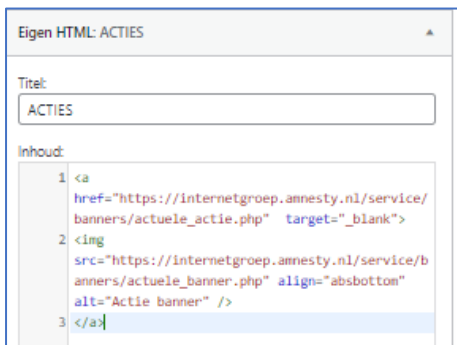 Eigen HTML: ACTIES
Titel:
ACTIES
Inhoud:
1 <a
href="https://internetgroep.amnesty.nl/service/
banners/actuele_actie.php"  target="_blank">
2 <img
src="https://internetgroep.amnesty.nl/service/b
anners/actuele_banner.php" align="absbottom"
alt="Actie banner" />
3 </a>